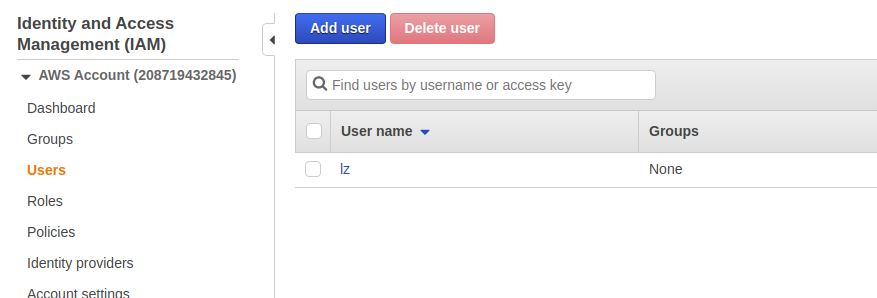 Identity and Access
Management (IAM)
AWS Account (208719432845)
Dashboard
Groups
Users
Roles
Policies
Identity providers
Account settings
Add user Delete user
Find users by username or access key
User name Groups
lz None